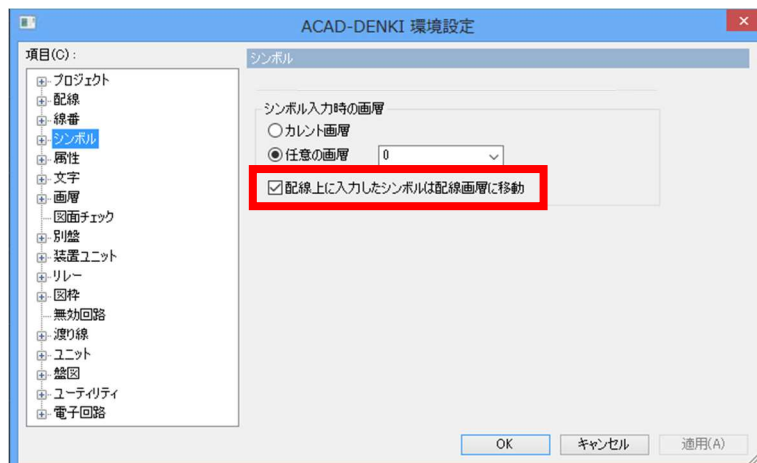 ACAD-DENKI 環境設定
項目(C):
プロジェクト
配線
線番
シンボル
属性
文字
画層
図面チェック
別盤
装置ユニット
リレー
図枠
無効回路
渡り線
ユニット
盤図
ユーティリティ
電子回路
シンボル
シンボル入力時の画層
カレント画層
任意の画層 0
配線上に入力したシンボルは配線画層に移動
OK キャンセル 適用(A)